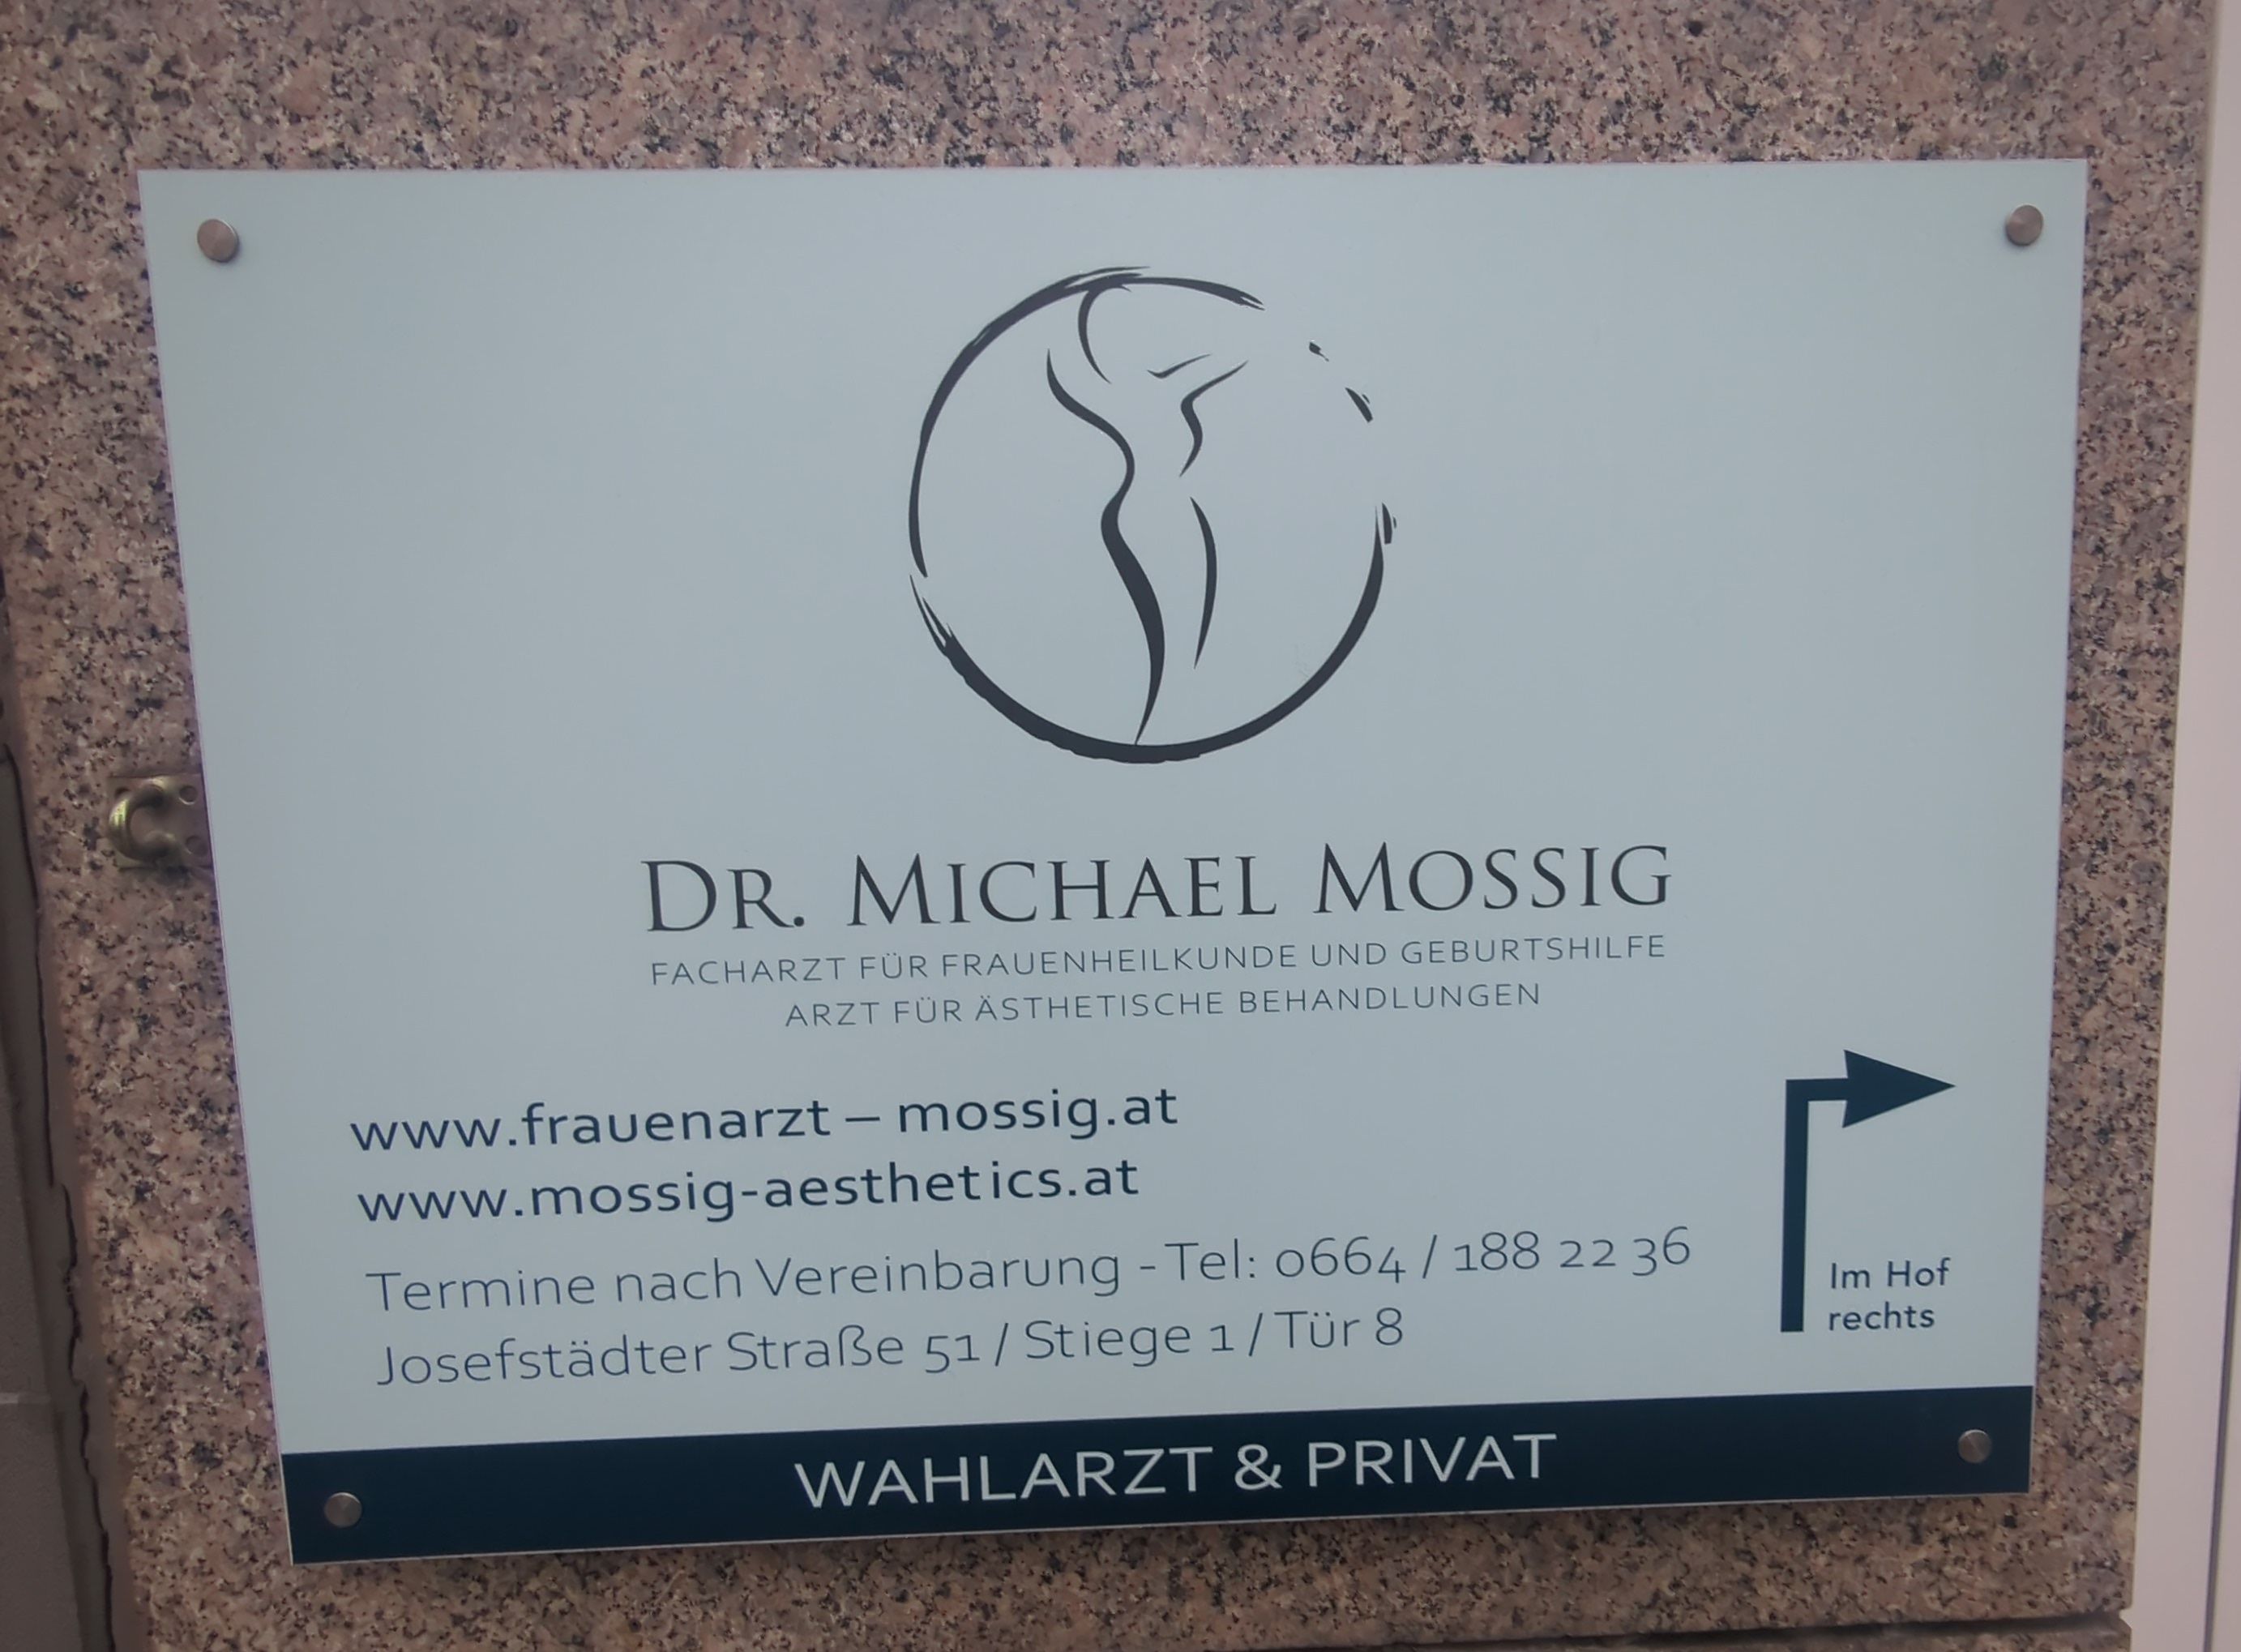 DR. MICHAEL MOSSIG
FACHARZT FÜR FRAUENHEILKUNDE UND GEBURTSHILFE
ARZT FÜR ÄSTHETISCHE BEHANDLUNGEN
www.frauenarzt – mossig.at
www.mossig-aesthetics.at
Termine nach Vereinbarung - Tel: 0664 / 188 22 36
Josefstädter Straße 51 / Stiege 1 / Tür 8
Im Hof
rechts
WAHLARZT & PRIVAT